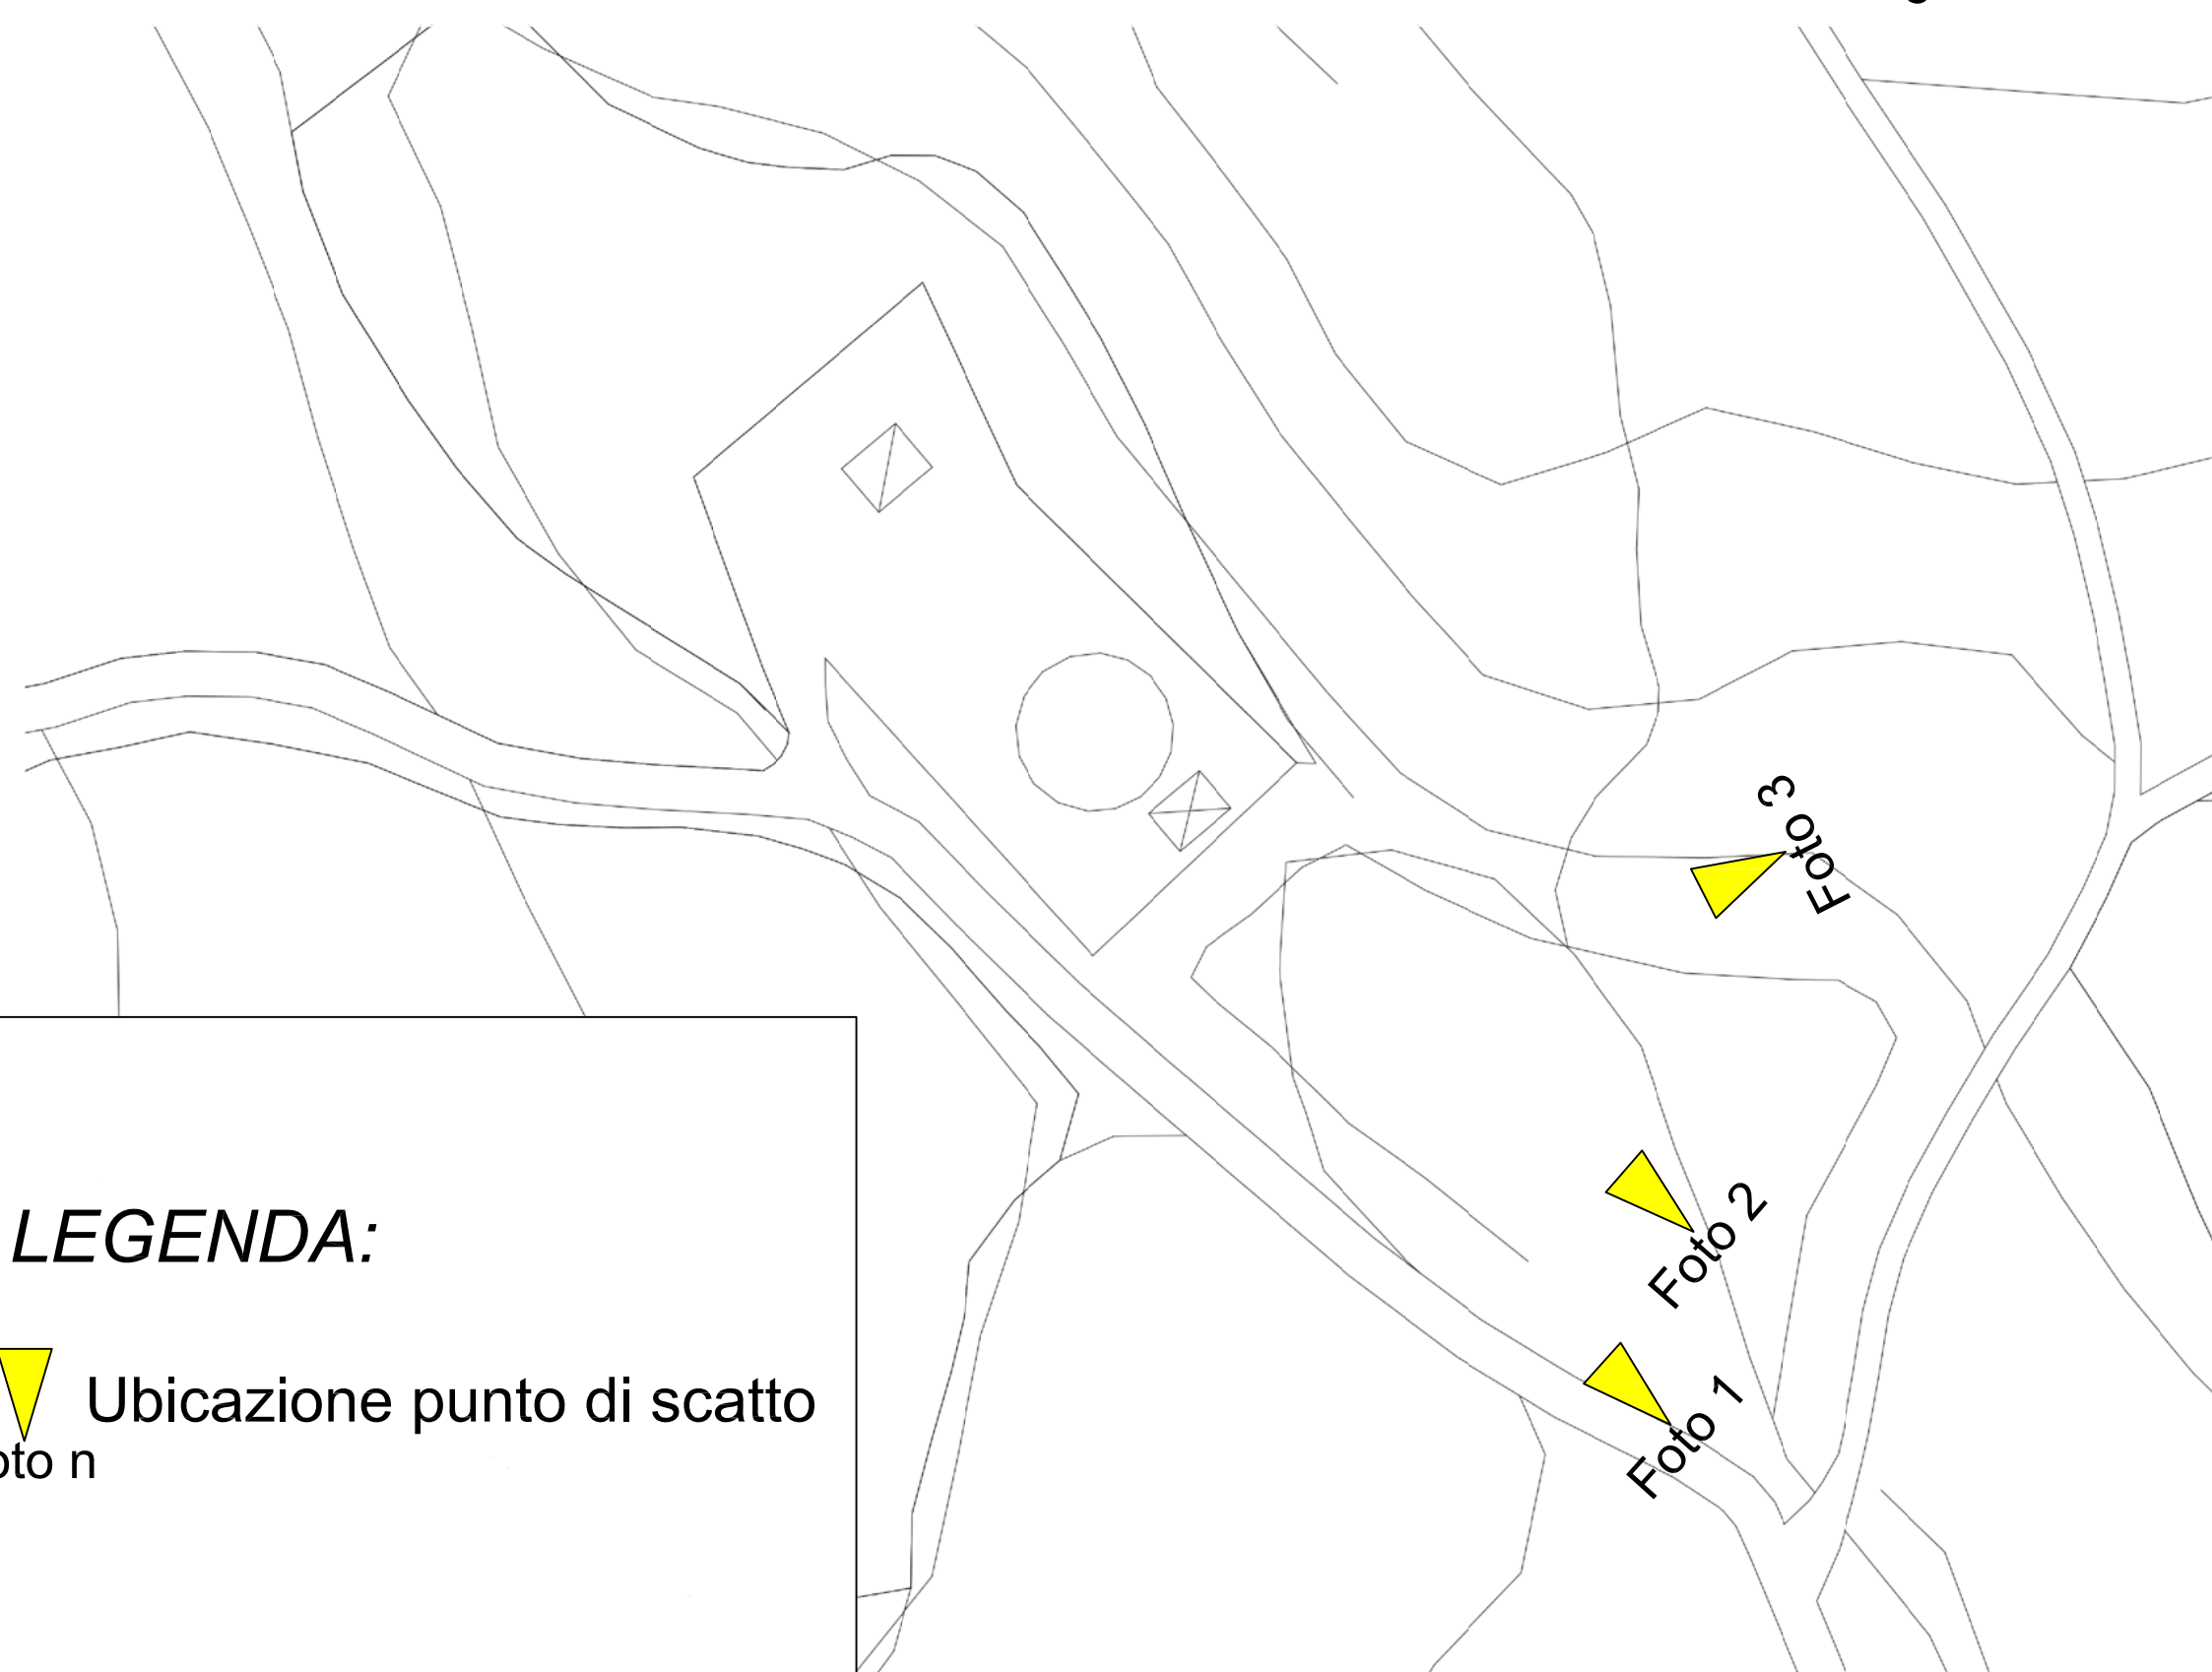 Foto 3
Foto 2
Foto 1
LEGENDA:
Ubicazione punto di scatto
oto n